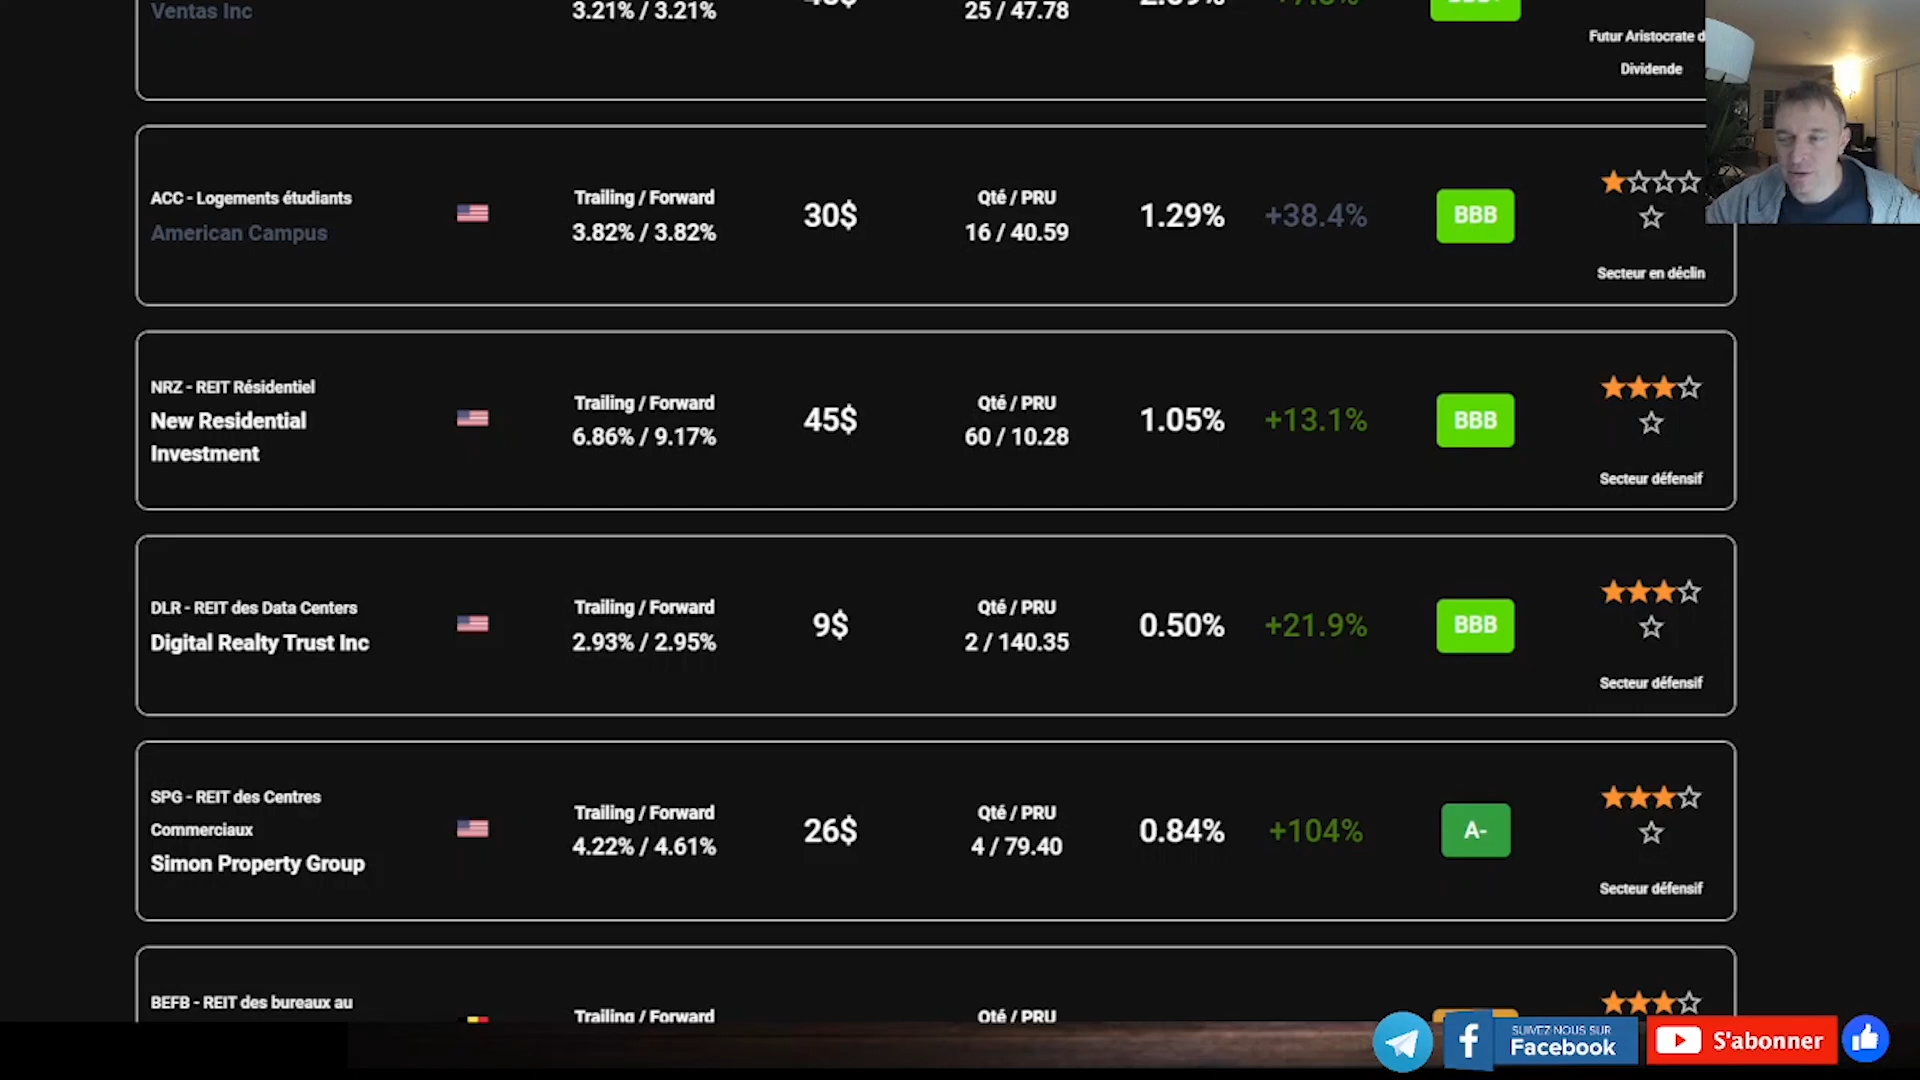 Ventas Inc
3.21% / 3.21%
25 / 47.78
Futur Aristocrate d
Dividende
ACC - Logements étudiants
American Campus
Trailing / Forward
3.82% / 3.82%
30$
Qté / PRU
16 / 40.59
1.29%
+38.4%
BBB
Secteur en déclin
NRZ - REIT Résidentiel
New Residential
Investment
Trailing / Forward
6.86% / 9.17%
45$
Qté / PRU
60 / 10.28
1.05%
+13.1%
BBB
Secteur défensif
DLR - REIT des Data Centers
Digital Realty Trust Inc
Trailing / Forward
2.93% / 2.95%
9$
Qté / PRU
2 / 140.35
0.50%
+21.9%
BBB
Secteur défensif
SPG - REIT des Centres
Commerciaux
Simon Property Group
Trailing / Forward
4.22% / 4.61%
26$
Qté / PRU
4 / 79.40
0.84%
+104%
A-
Secteur défensif
BEFB - REIT des bureaux au
Trailing / Forward
Qté / PRU
SUIVEZ-NOUS SUR
Facebook
S'abonner